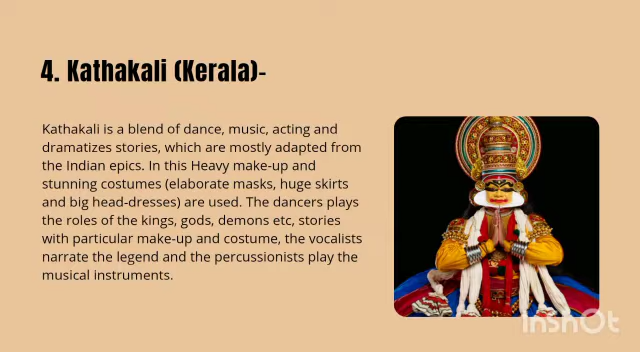 4. Kathakali (Kerala)-
Kathakali is a blend of dance, music, acting and
dramatizes stories, which are mostly adapted from
the Indian epics. In this Heavy make-up and
stunning costumes (elaborate masks, huge skirts
and big head-dresses) are used. The dancers plays
the roles of the kings, gods, demons etc, stories
with particular make-up and costume, the vocalists
narrate the legend and the percussionists play the
musical instruments.
InShOt